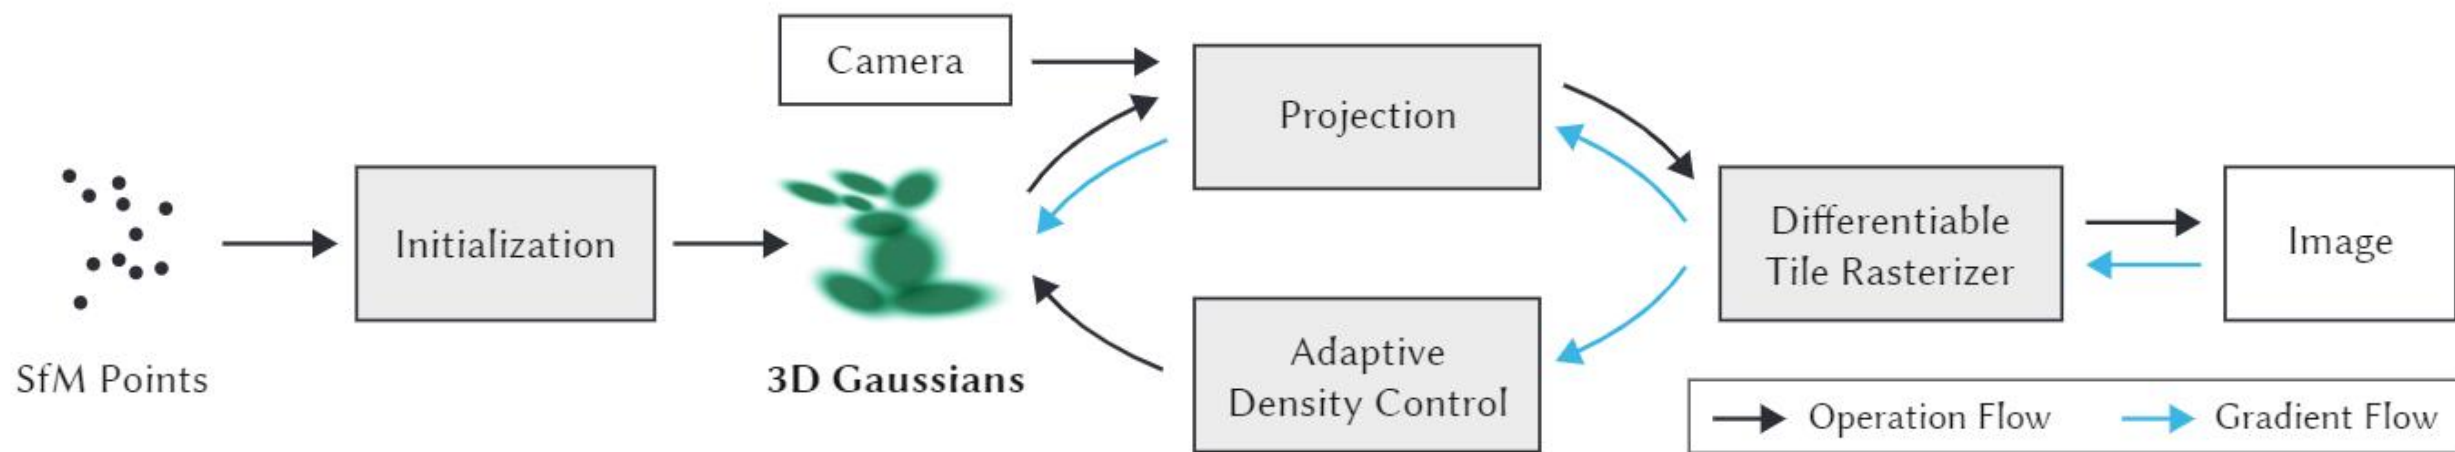 Camera
Projection
Initialization
Differentiable
Tile Rasterizer
Image
SfM Points
3D Gaussians
Adaptive
Density Control
Operation Flow
Gradient Flow